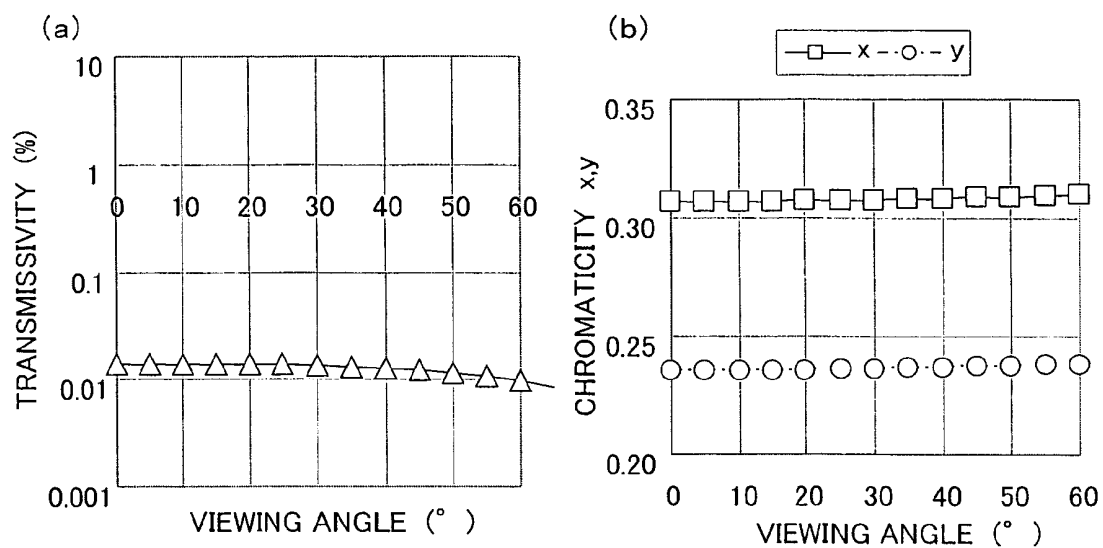 (a)
TRANSMISSIVITY (%)
10
1
0 10 20 30 40 50 60
0.1
0.01
0.001
VIEWING ANGLE (° )
(b)
x y
CHROMATICITY x,y
0.35
0.30
0.25
0.20
0 10 20 30 40 50 60
VIEWING ANGLE (° )